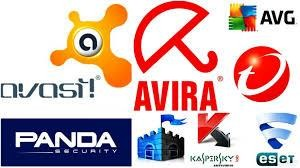 a
AVG
avast!
AVIRA
PANDA
SECURITY
K
KASPERSKY
eseT